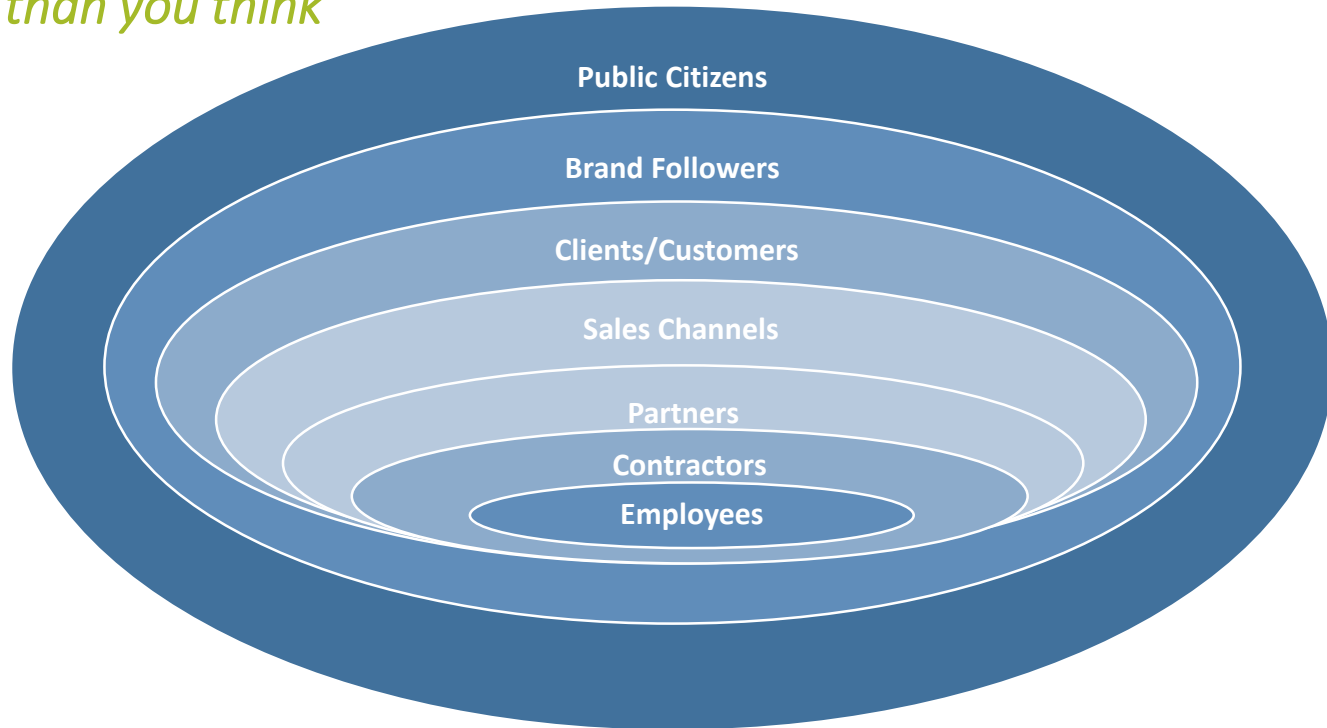 than you think
Public Citizens
Brand Followers
Clients/Customers
Sales Channels
Partners
Contractors
Employees